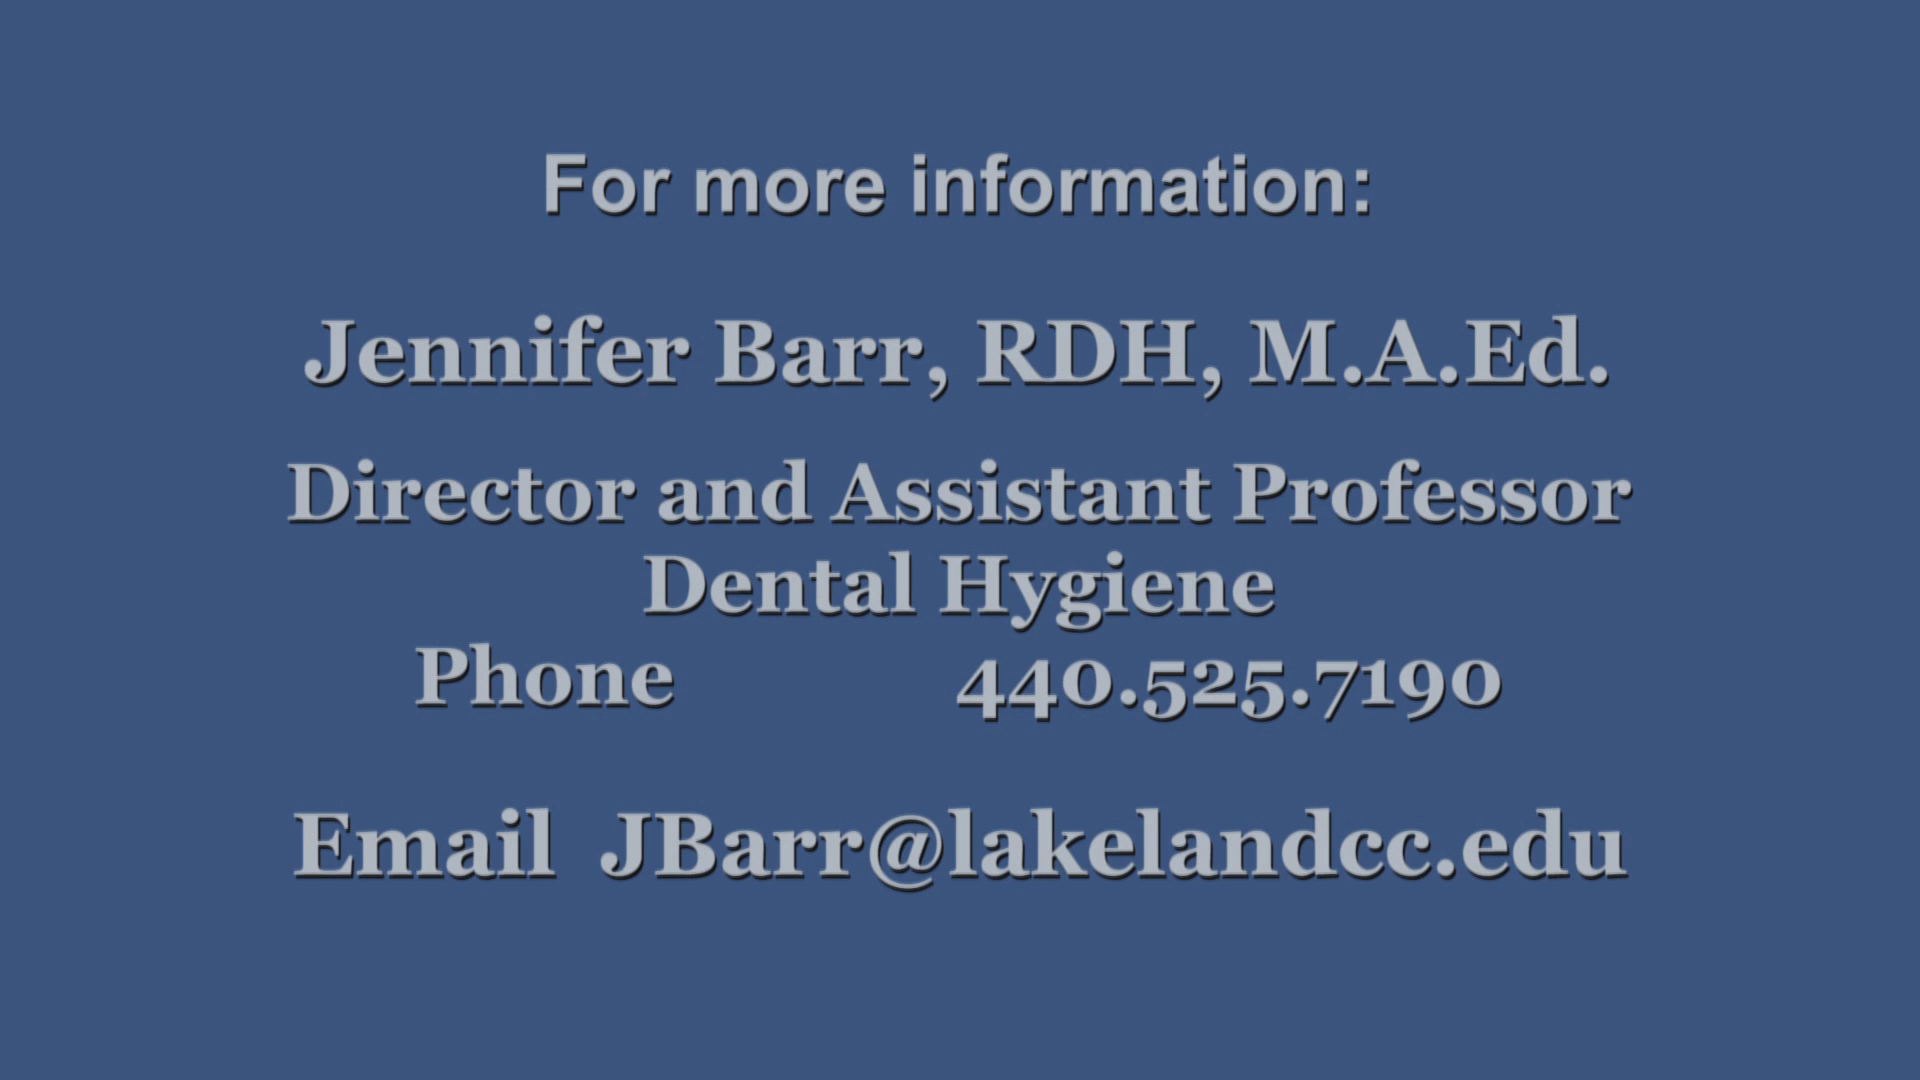 For more information:
Jennifer Barr, RDH, M.A.Ed.
Director and Assistant Professor
Dental Hygiene
Phone 440.525.7190
Email JBarr@lakelandcc.edu